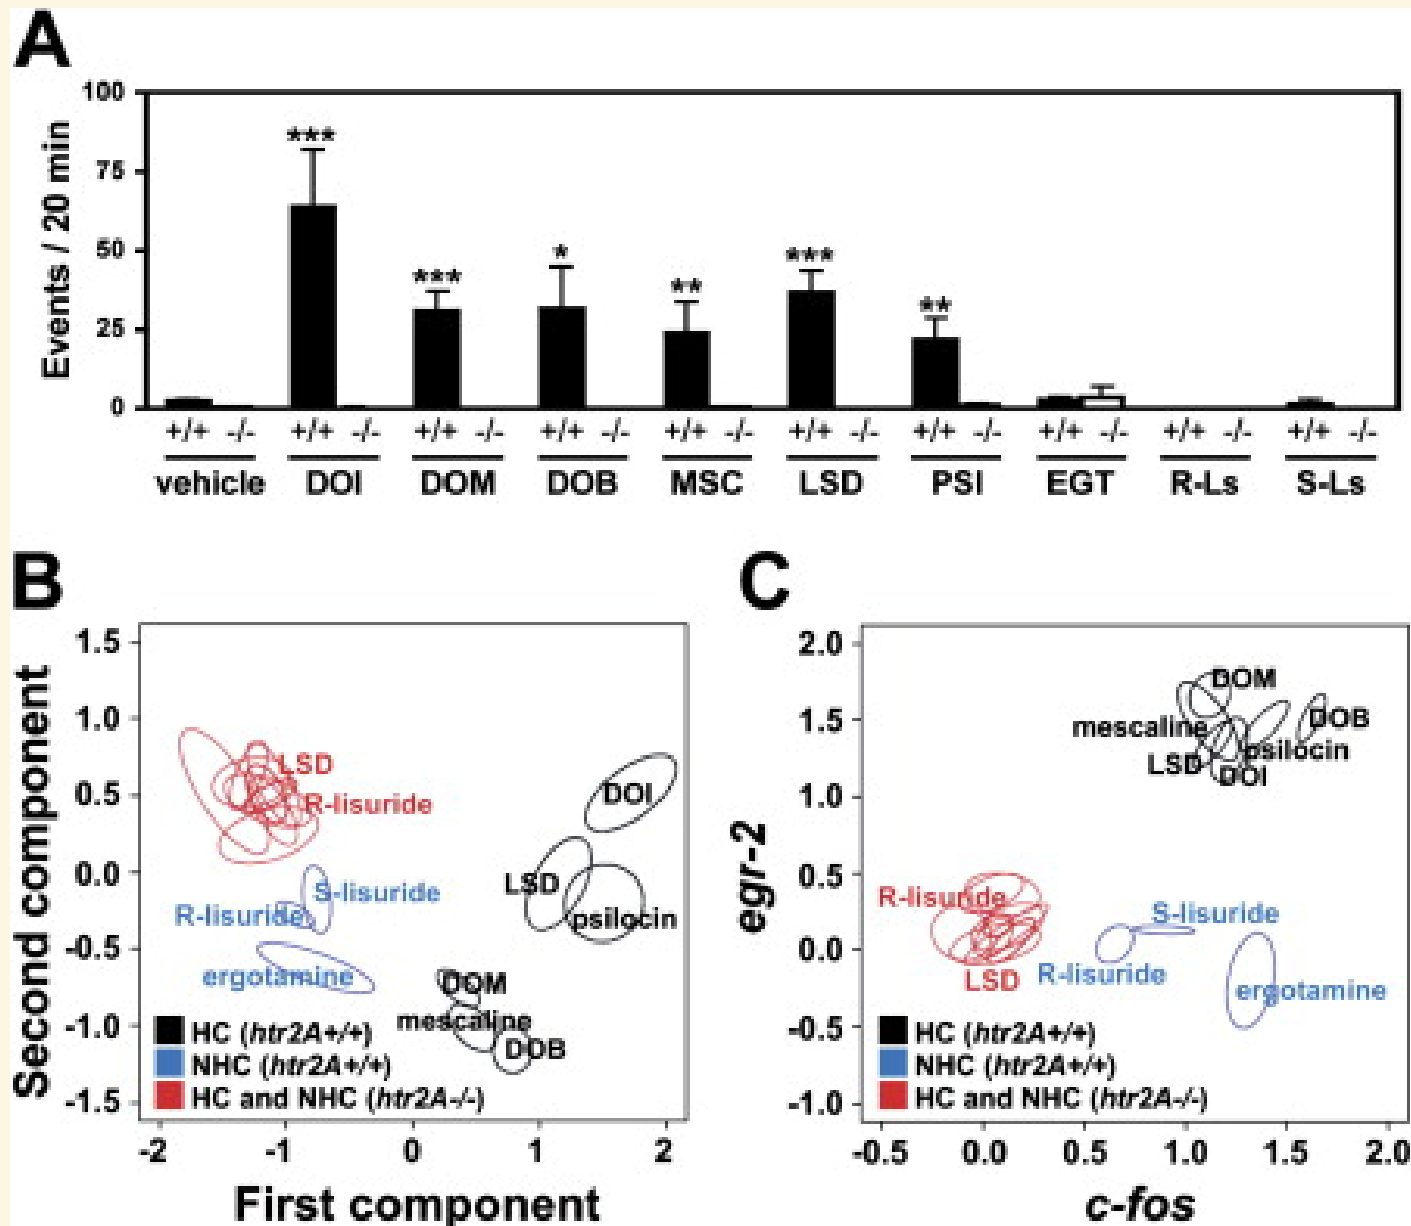 A
100
75
50
25
0
Events / 20 min
*** *** * ** *** **
+/+ -/- +/+ -/- +/+ -/- +/+ -/- +/+ -/- +/+ -/- +/+ -/- +/+ -/- +/+ -/- +/+ -/-
vehicle DOI DOM DOB MSC LSD PSI EGT R-Ls S-Ls
B
Second component
1.5
1.0
0.5
0.0
-0.5
-1.0
-1.5
LSD
R-lisuride
DOI
LSD
psilocin
S-lisuride
R-lisuride
ergotamine
DOM
mescaline
DOB
HC (htr2A+/+)
NHC (htr2A+/+)
HC and NHC (htr2A-/-)
-2 -1 0 1 2
First component
C
egr-2
2.0
1.5
1.0
0.5
-0.0
-0.5
-1.0
DOM
mescaline
DOB
LSD
psilocin
DOI
R-lisuride
LSD
S-lisuride
R-lisuride
ergotamine
HC (htr2A+/+)
NHC (htr2A+/+)
HC and NHC (htr2A-/-)
-0.5 0.0 0.5 1.0 1.5 2.0
c-fos